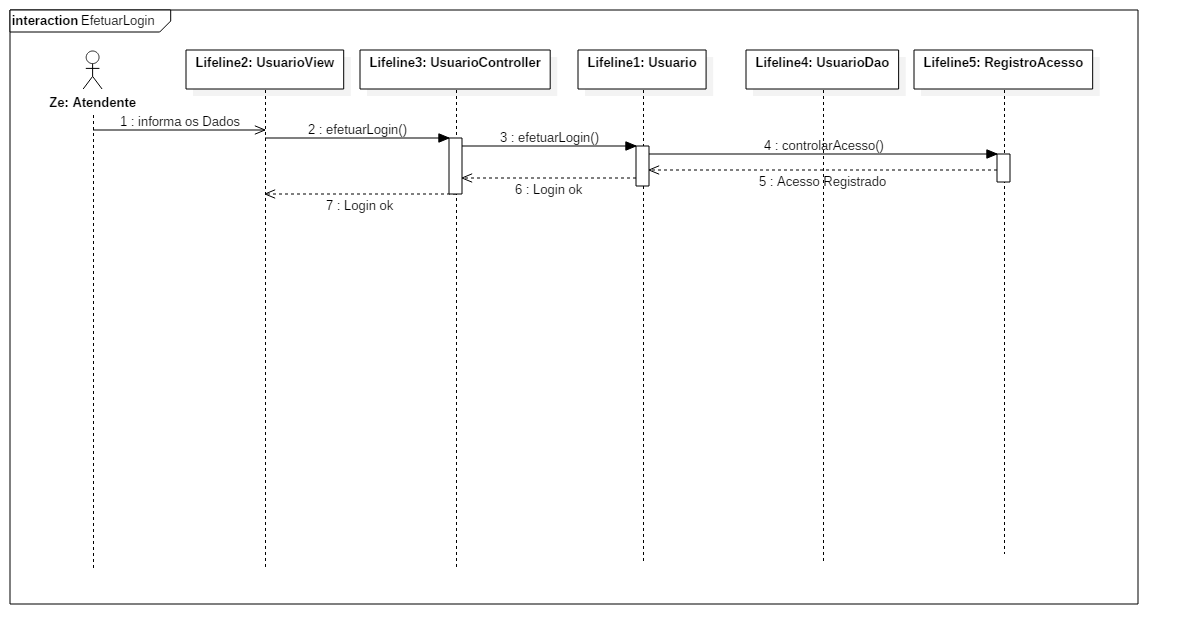 interaction EfetuarLogin
Ze: Atendente
Lifeline2: UsuarioView
Lifeline3: UsuarioController
Lifeline1: Usuario
Lifeline4: UsuarioDao
Lifeline5: RegistroAcesso
1 : informa os Dados
2 : efetuarLogin()
3 : efetuarLogin()
4 : controlarAcesso()
5 : Acesso Registrado
6 : Login ok
7 : Login ok